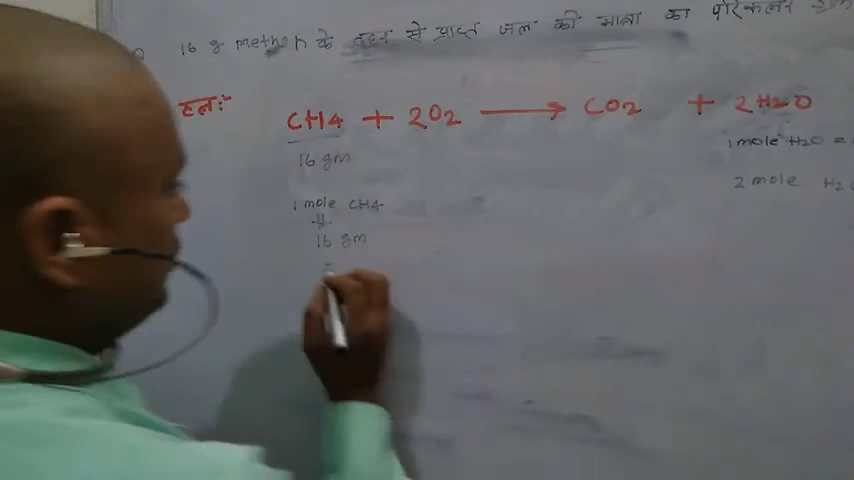 16 g methen के दहन से प्राप्त जल की मात्रा का परिकलन
हल:-
CH4 + 2O2 → CO2 + 2H2O
16 gm
1 mole H2O =
1 mole CH4
2 mole H2
16 gm